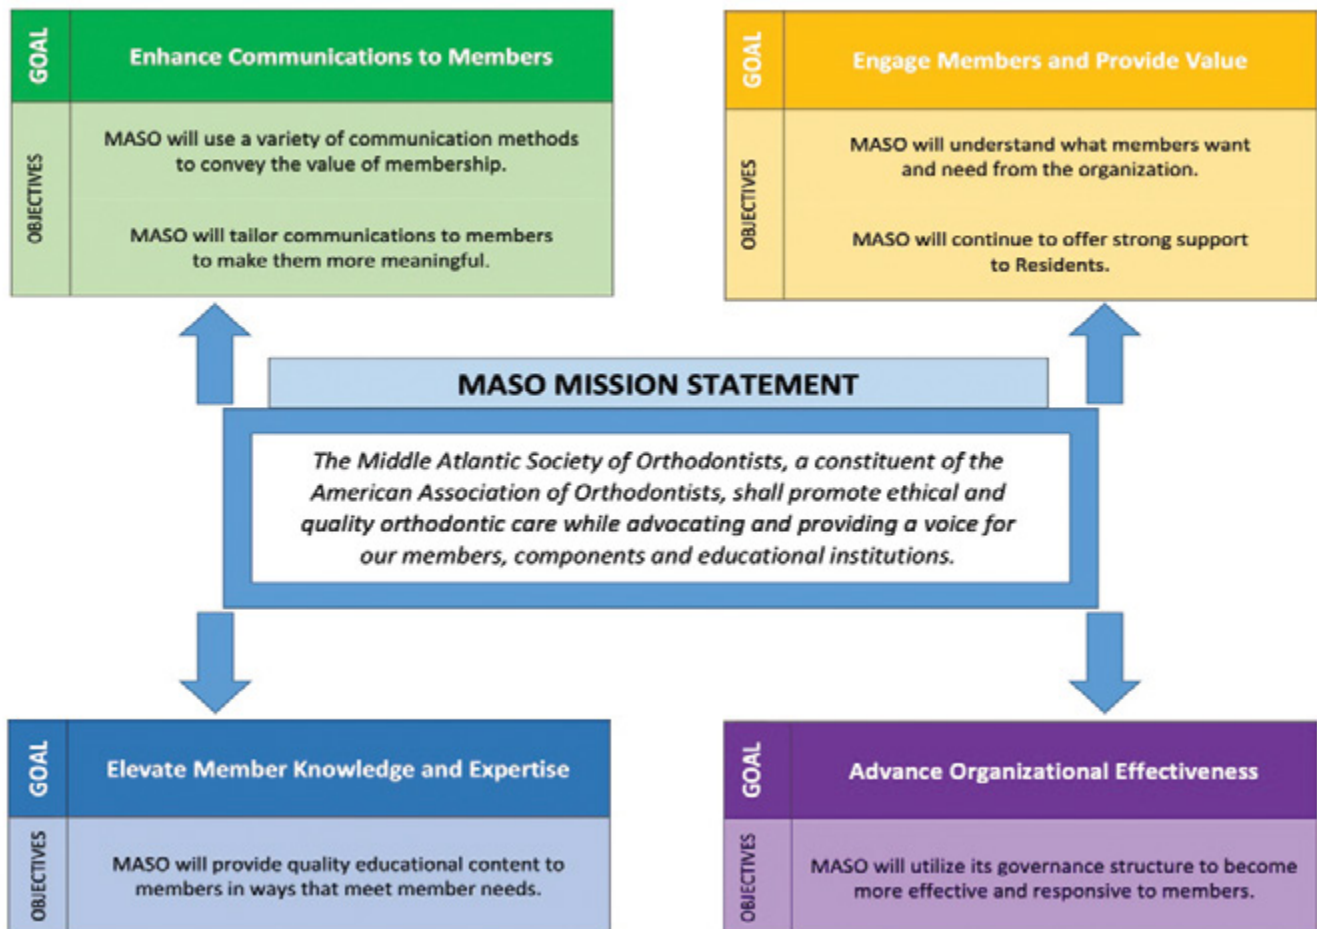 GOAL
Enhance Communications to Members
OBJECTIVES
MASO will use a variety of communication methods
to convey the value of membership.
MASO will tailor communications to members
to make them more meaningful.
GOAL
Engage Members and Provide Value
OBJECTIVES
MASO will understand what members want
and need from the organization.
MASO will continue to offer strong support
to Residents.
MASO MISSION STATEMENT
The Middle Atlantic Society of Orthodontists, a constituent of the
American Association of Orthodontists, shall promote ethical and
quality orthodontic care while advocating and providing a voice for
our members, components and educational institutions.
GOAL
Elevate Member Knowledge and Expertise
OBJECTIVES
MASO will provide quality educational content to
members in ways that meet member needs.
GOAL
Advance Organizational Effectiveness
OBJECTIVES
MASO will utilize its governance structure to become
more effective and responsive to members.